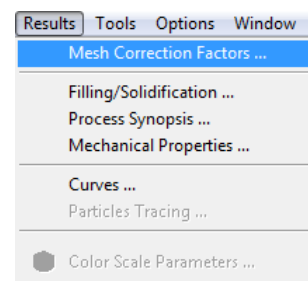 Results Tools Options Window
Mesh Correction Factors ...
Filling/Solidification ...
Process Synopsis ...
Mechanical Properties ...
Curves ...
Particles Tracing ...
Color Scale Parameters ...